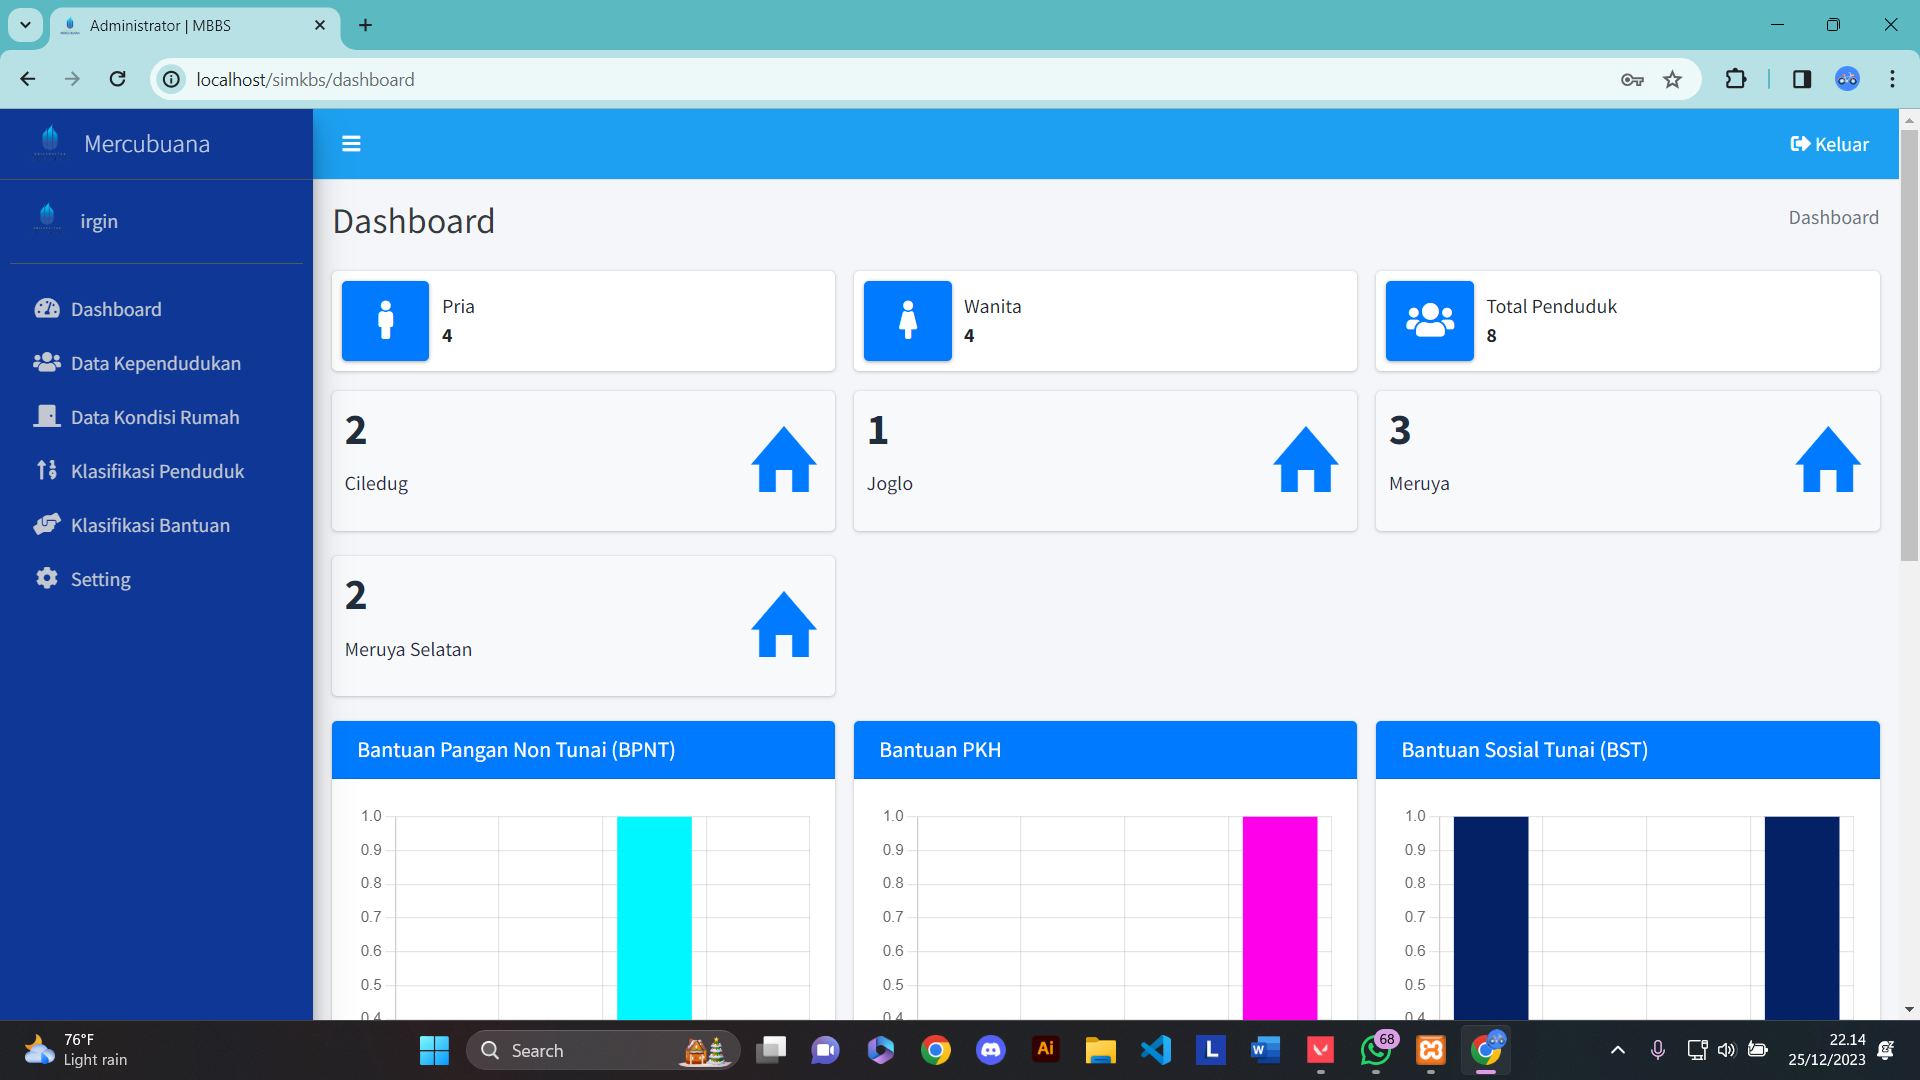 Administrator | MBBS
localhost/simkbs/dashboard
Mercubuana
Keluar
irgin
Dashboard
Dashboard
Dashboard
Data Kependudukan
Data Kondisi Rumah
Klasifikasi Penduduk
Klasifikasi Bantuan
Setting
Pria
4
Wanita
4
Total Penduduk
8
2
Ciledug
1
Joglo
3
Meruya
2
Meruya Selatan
Bantuan Pangan Non Tunai (BPNT)
1.0
0.9
0.8
0.7
0.6
0.5
0.4
Bantuan PKH
1.0
0.9
0.8
0.7
0.6
0.5
0.4
Bantuan Sosial Tunai (BST)
1.0
0.9
0.8
0.7
0.6
0.5
0.4
76°F
Light rain
Search
Ai
L
W
68
22.14
25/12/2023